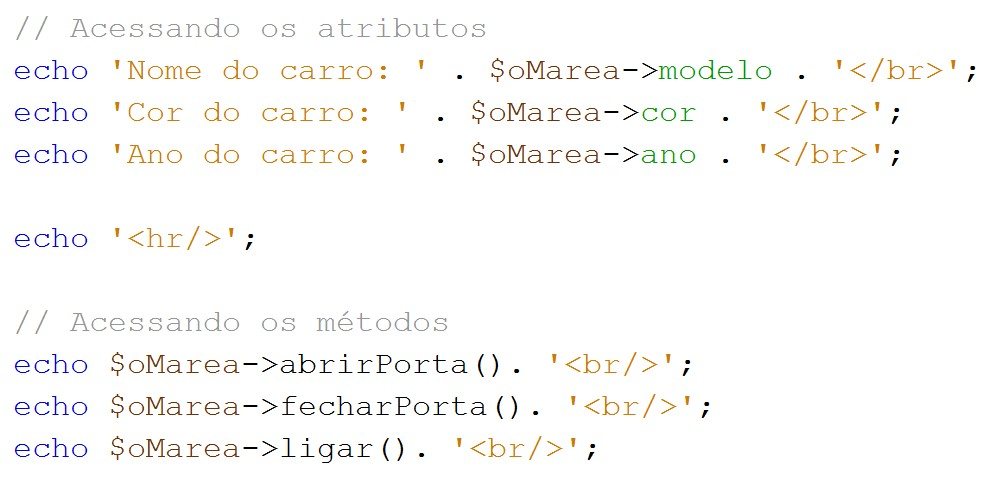 // Acessando os atributos
echo 'Nome do carro: ' . $oMarea->modelo . '</br>';
echo 'Cor do carro: ' . $oMarea->cor . '</br>';
echo 'Ano do carro: ' . $oMarea->ano . '</br>';
echo '<hr/>';
// Acessando os métodos
echo $oMarea->abrirPorta(). '<br/>';
echo $oMarea->fecharPorta(). '<br/>';
echo $oMarea->ligar(). '<br/>';